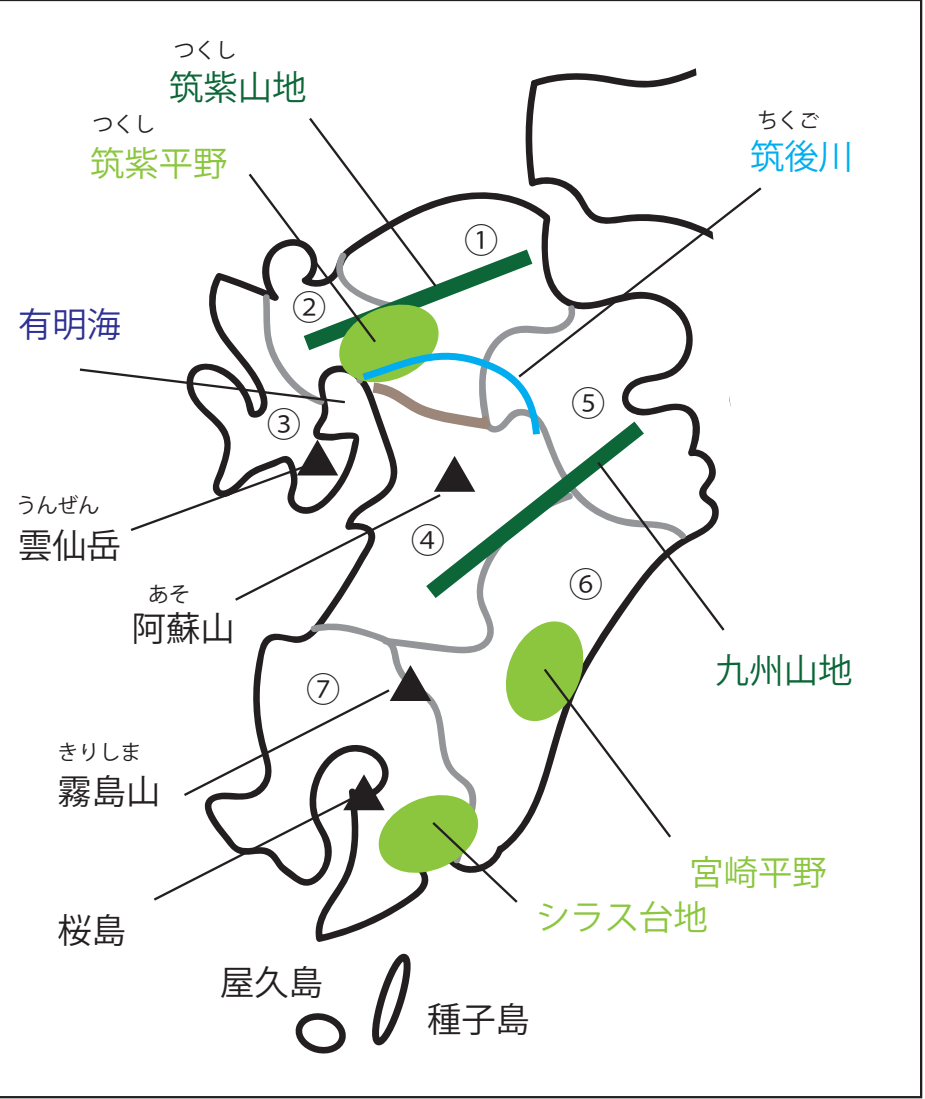 つくし
筑紫山地
つくし
筑紫平野
ちくご
筑後川
①
②
有明海
③
⑤
うんぜん
雲仙岳
④
⑥
あそ
阿蘇山
九州山地
⑦
きりしま
霧島山
宮崎平野
シラス台地
桜島
屋久島
種子島